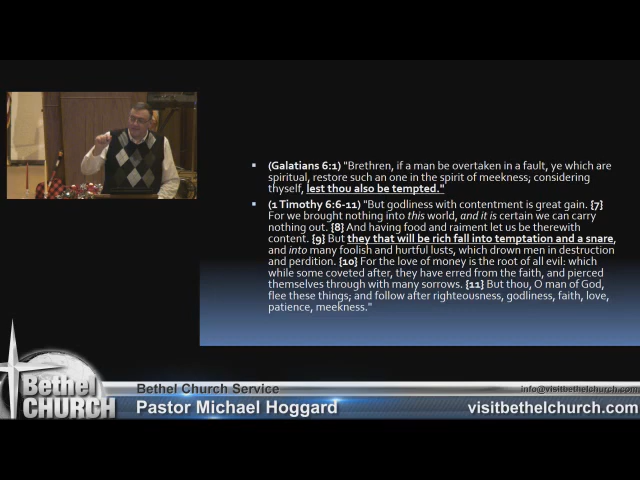 (Galatians 6:1) "Brethren, if a man be overtaken in a fault, ye which are
spiritual, restore such an one in the spirit of meekness; considering
thyself, lest thou also be tempted."
(1 Timothy 6:6-11) "But godliness with contentment is great gain. {7}
For we brought nothing into this world, and it is certain we can carry
nothing out. {8} And having food and raiment let us be therewith
content. {9} But they that will be rich fall into temptation and a snare,
and into many foolish and hurtful lusts, which drown men in destruction
and perdition. {10} For the love of money is the root of all evil: which
while some coveted after, they have erred from the faith, and pierced
themselves through with many sorrows. {11} But thou, O man of God,
flee these things; and follow after righteousness, godliness, faith, love,
patience, meekness."
Bethel
CHURCH
Bethel Church Service
info@visitbethelchurch.com
Pastor Michael Hoggard
visitbethelchurch.com